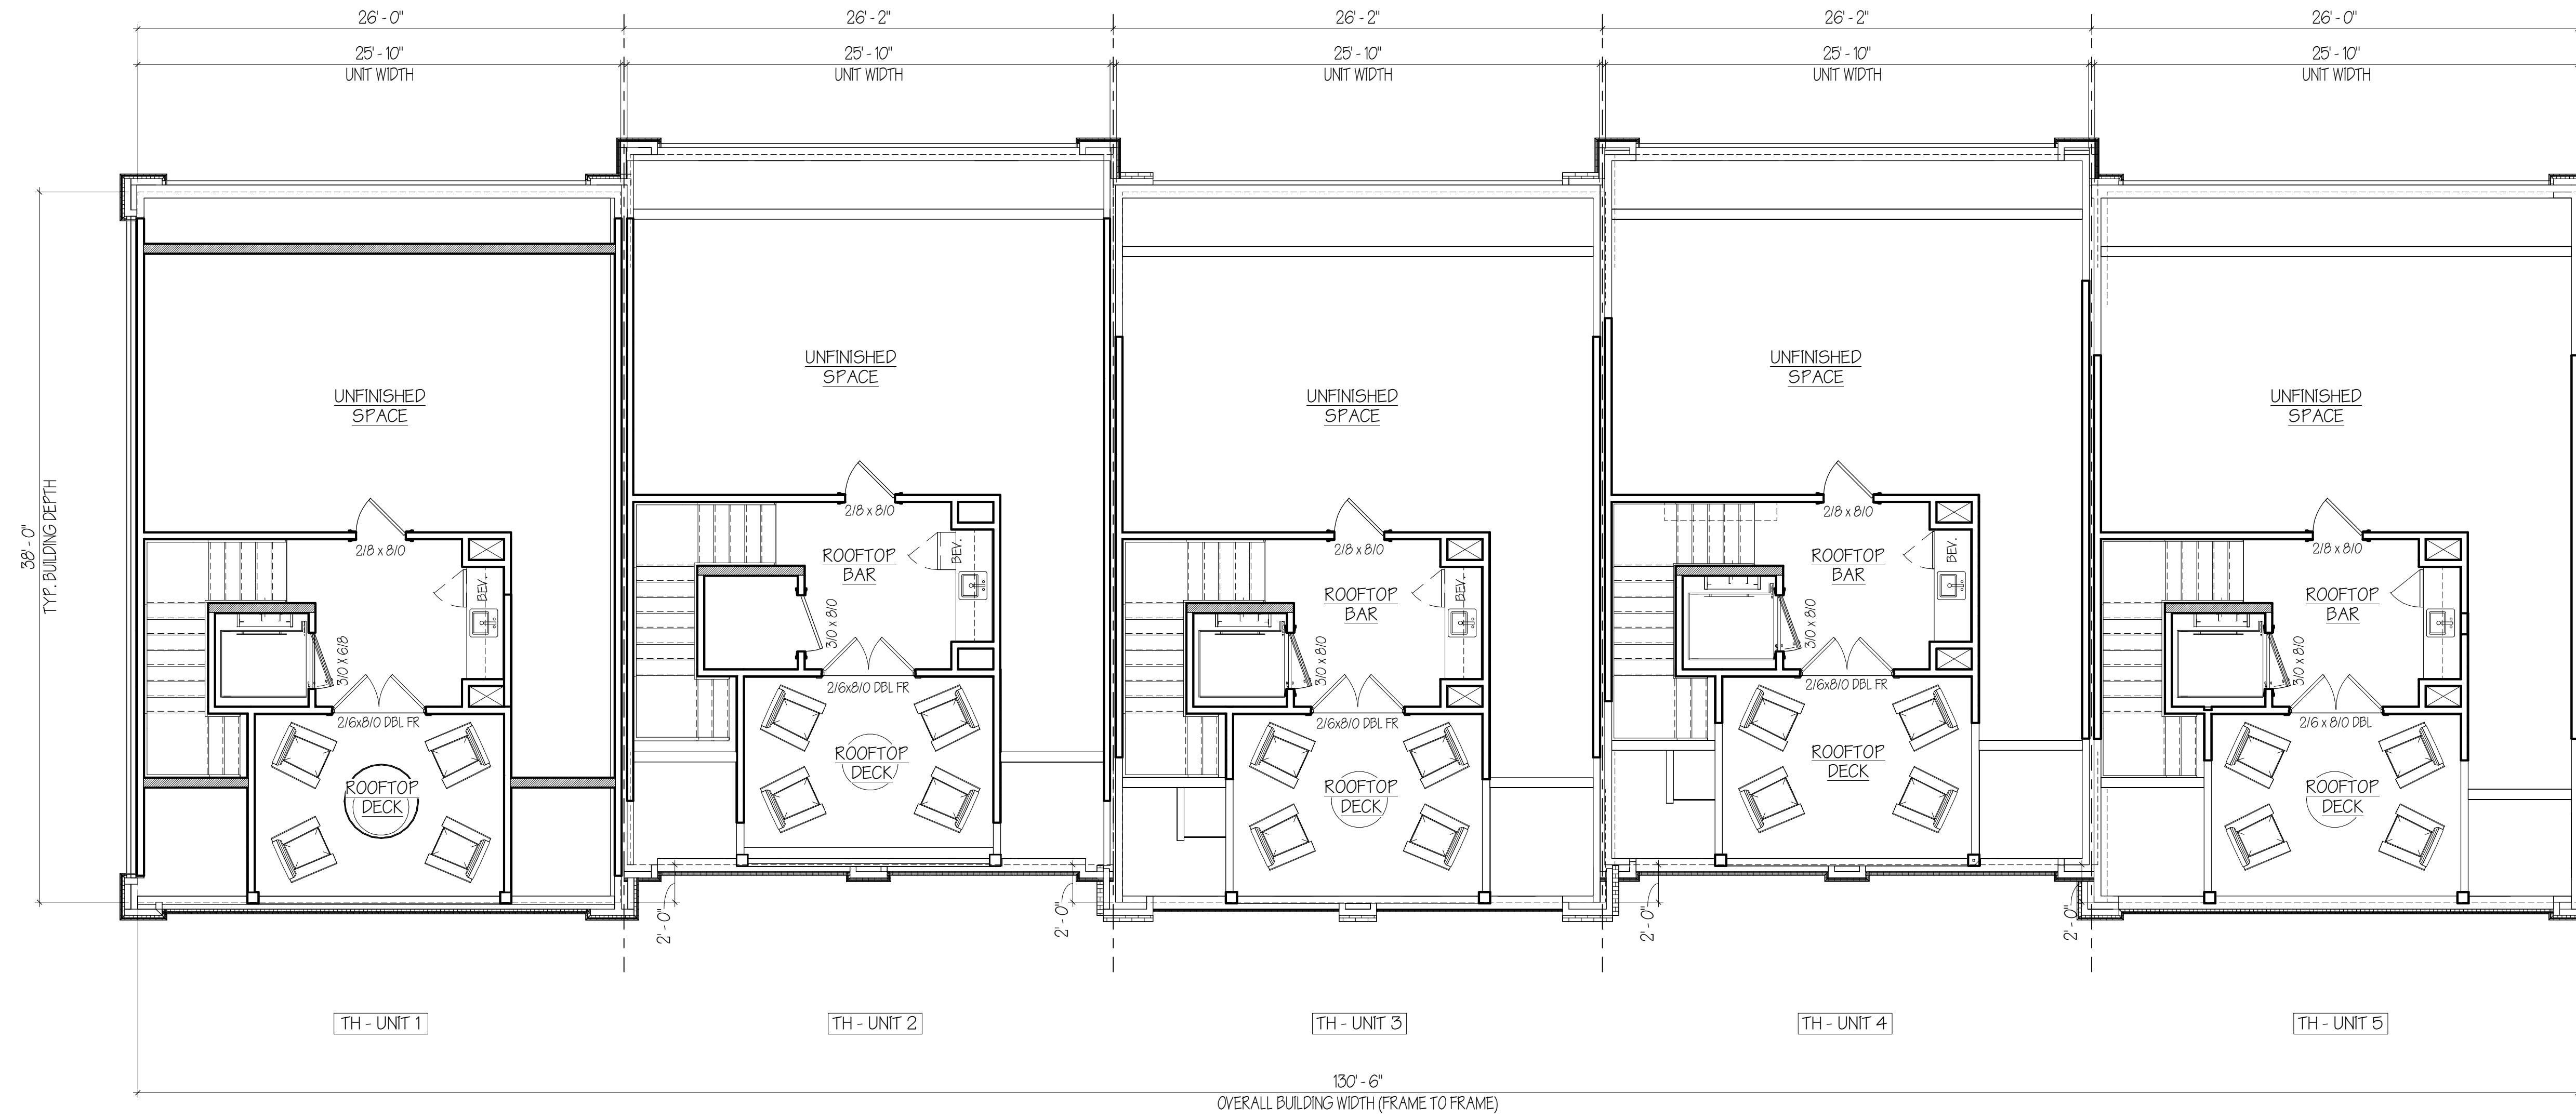 26'-0" 26'-2" 26'-2" 26'-2" 26'-0"
25'-10" 25'-10" 25'-10" 25'-10" 25'-10"
UNIT WIDTH UNIT WIDTH UNIT WIDTH UNIT WIDTH UNIT WIDTH
38'-0"
TYP. BUILDING DEPTH
UNFINISHED
SPACE
2/8 x 8/0
BEV.
3/0 X 6/8
2/6x8/0 DBL FR
ROOFTOP
DECK
UNFINISHED
SPACE
2/8 x 8/0
ROOFTOP
BAR
BEV.
3/0 x 8/0
2/6x8/0 DBL FR
ROOFTOP
DECK
UNFINISHED
SPACE
2/8 x 8/0
ROOFTOP
BAR
BEV.
3/0 x 8/0
2/6x8/0 DBL FR
ROOFTOP
DECK
UNFINISHED
SPACE
2/8 x 8/0
ROOFTOP
BAR
BEV.
3/0 x 8/0
2/6x8/0 DBL FR
ROOFTOP
DECK
UNFINISHED
SPACE
2/8 x 8/0
ROOFTOP
BAR
3/0 x 8/0
2/6 x 8/0 DBL
ROOFTOP
DECK
2'-0" 2'-0" 2'-0" 2'-0"
TH - UNIT 1 TH - UNIT 2 TH - UNIT 3 TH - UNIT 4 TH - UNIT 5
130'-6"
OVERALL BUILDING WIDTH (FRAME TO FRAME)